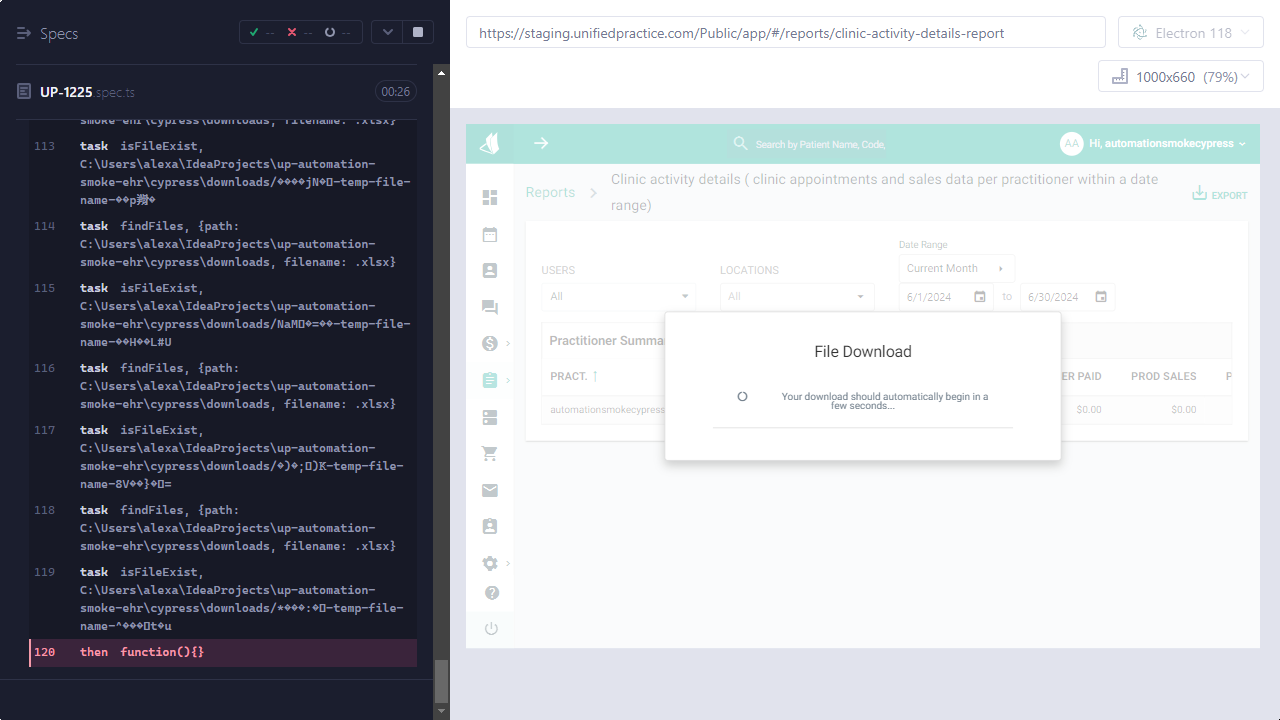 Specs
-- -- --
UP-1225.spec.ts
00:26
smoke-ehr\cypress\downloads, filename: .xlsx}
113 task isFileExist,
C:\Users\alexa\IdeaProjects\up-automation-
smoke-ehr\cypress\downloads/����jN�-temp-file-
name-��p翔�
114 task findFiles, {path:
C:\Users\alexa\IdeaProjects\up-automation-
smoke-ehr\cypress\downloads, filename: .xlsx}
115 task isFileExist,
C:\Users\alexa\IdeaProjects\up-automation-
smoke-ehr\cypress\downloads/NaM�=��-temp-file-
name-��H��L#U
116 task findFiles, {path:
C:\Users\alexa\IdeaProjects\up-automation-
smoke-ehr\cypress\downloads, filename: .xlsx}
117 task isFileExist,
C:\Users\alexa\IdeaProjects\up-automation-
smoke-ehr\cypress\downloads/�)�;)K-temp-file-
name-8V��}�=
118 task findFiles, {path:
C:\Users\alexa\IdeaProjects\up-automation-
smoke-ehr\cypress\downloads, filename: .xlsx}
119 task isFileExist,
C:\Users\alexa\IdeaProjects\up-automation-
smoke-ehr\cypress\downloads/*����:�-temp-file-
name-^���t�u
120 then function(){}
https://staging.unifiedpractice.com/Public/app/#/reports/clinic-activity-details-report
Electron 118
1000x660 (79%)
Search by Patient Name, Code,
AA Hi, automationsmokecypress
Reports
Clinic activity details ( clinic appointments and sales data per practitioner within a date
range)
EXPORT
Date Range
USERS LOCATIONS Current Month
All All 6/1/2024 to 6/30/2024
Practitioner Summa
PRACT. ↑ ER PAID PROD SALES P
automationsmokecypress $0.00 $0.00
File Download
Your download should automatically begin in a
few seconds...